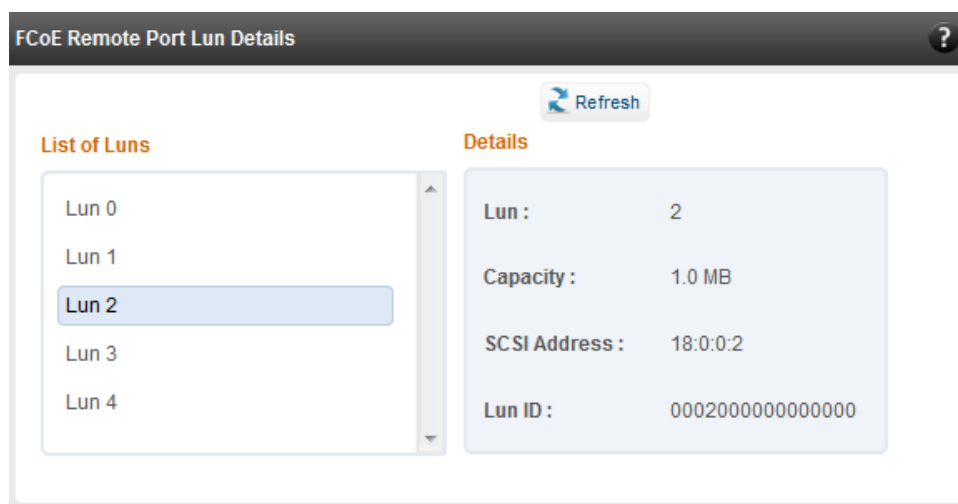 FCoE Remote Port Lun Details
?
Refresh
List of Luns
Lun 0
Lun 1
Lun 2
Lun 3
Lun 4
Details
Lun : 2
Capacity : 1.0 MB
SCSI Address : 18:0:0:2
Lun ID : 0002000000000000